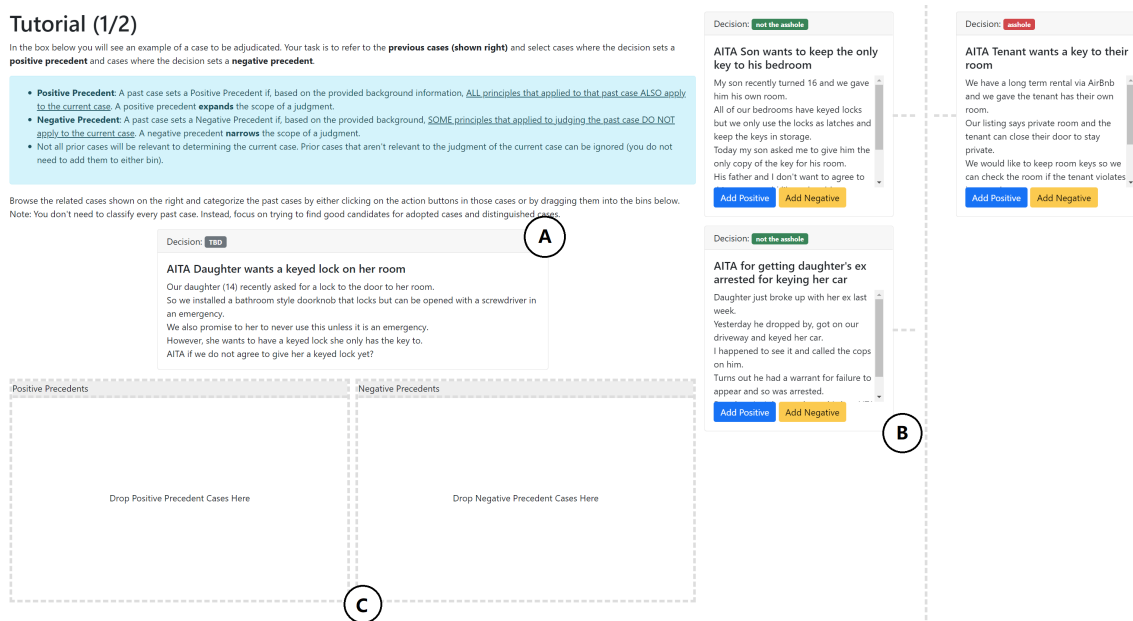 Tutorial (1/2)
In the box below you will see an example of a case to be adjudicated. Your task is to refer to the previous cases (shown right) and select cases where the decision sets a
positive precedent and cases where the decision sets a negative precedent.
• Positive Precedent: A past case sets a Positive Precedent if, based on the provided background information, ALL principles that applied to that past case ALSO apply
to the current case. A positive precedent expands the scope of a judgment.
• Negative Precedent: A past case sets a Negative Precedent if, based on the provided background, SOME principles that applied to judging the past case DO NOT
apply to the current case. A negative precedent narrows the scope of a judgment.
• Not all prior cases will be relevant to determining the current case. Prior cases that aren't relevant to the judgment of the current case can be ignored (you do not
need to add them to either bin).
Browse the related cases shown on the right and categorize the past cases by either clicking on the action buttons in those cases or by dragging them into the bins below.
Note: You don't need to classify every past case. Instead, focus on trying to find good candidates for adopted cases and distinguished cases.
A
Decision: TBD
AITA Daughter wants a keyed lock on her room
Our daughter (14) recently asked for a lock to the door to her room.
So we installed a bathroom style doorknob that locks but can be opened with a screwdriver in
an emergency.
We also promise to her to never use this unless it is an emergency.
However, she wants to have a keyed lock she only has the key to.
AITA if we do not agree to give her a keyed lock yet?
Positive Precedents
Drop Positive Precedent Cases Here
Negative Precedents
Drop Negative Precedent Cases Here
C
Decision: not the asshole
AITA Son wants to keep the only
key to his bedroom
My son recently turned 16 and we gave
him his own room.
All of our bedrooms have keyed locks
but we only use the locks as latches and
keep the keys in storage.
Today my son asked me to give him the
only copy of the key for his room.
His father and I don't want to agree to
Add Positive
Add Negative
Decision: not the asshole
AITA for getting daughter's ex
arrested for keying her car
Daughter just broke up with her ex last
week.
Yesterday he dropped by, got on our
driveway and keyed her car.
I happened to see it and called the cops
on him.
Turns out he had a warrant for failure to
appear and so was arrested.
Add Positive
Add Negative
B
Decision: asshole
AITA Tenant wants a key to their
room
We have a long term rental via AirBnb
and we gave the tenant has their own
room.
Our listing says private room and the
tenant can close their door to stay
private.
We would like to keep room keys so we
can check the room if the tenant violates
Add Positive
Add Negative